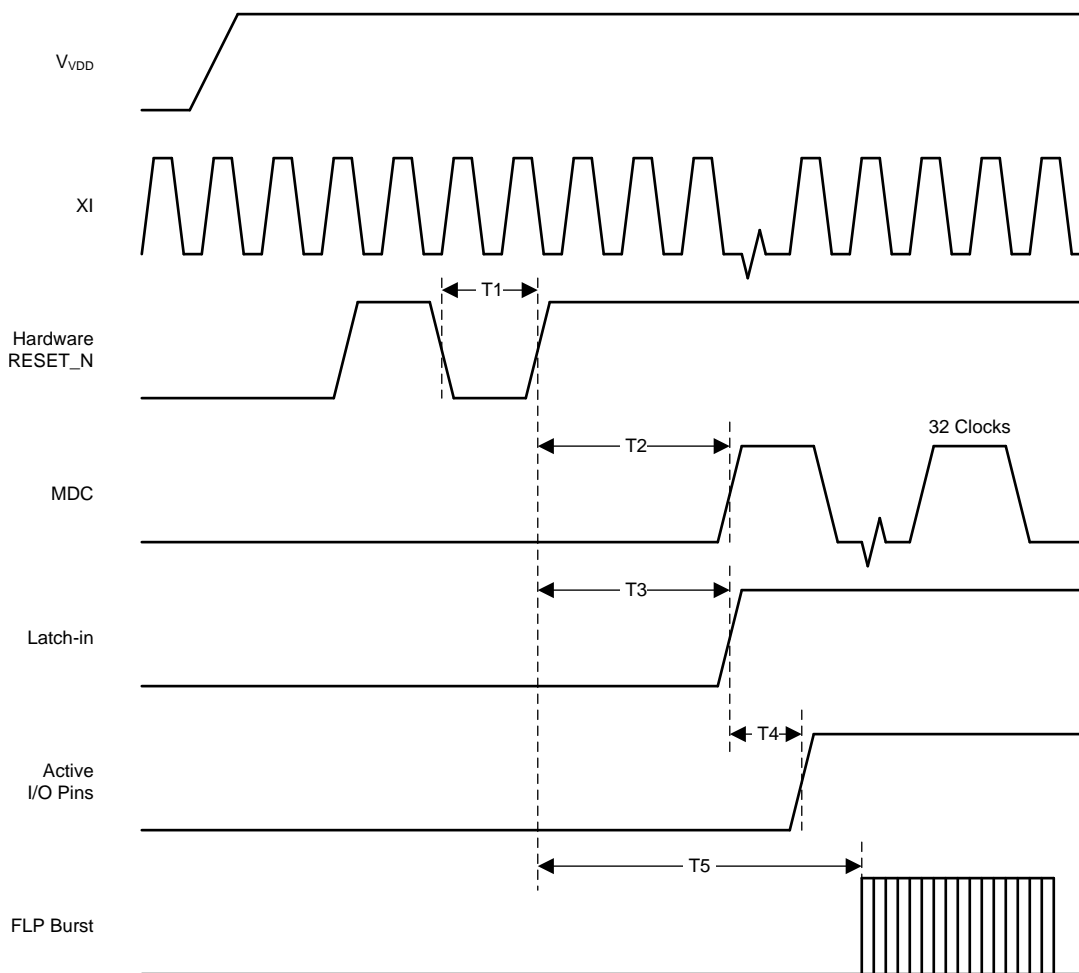 VVDD
XI
T1
Hardware
RESET_N
32 Clocks
T2
MDC
T3
Latch-in
T4
Active
I/O Pins
T5
FLP Burst